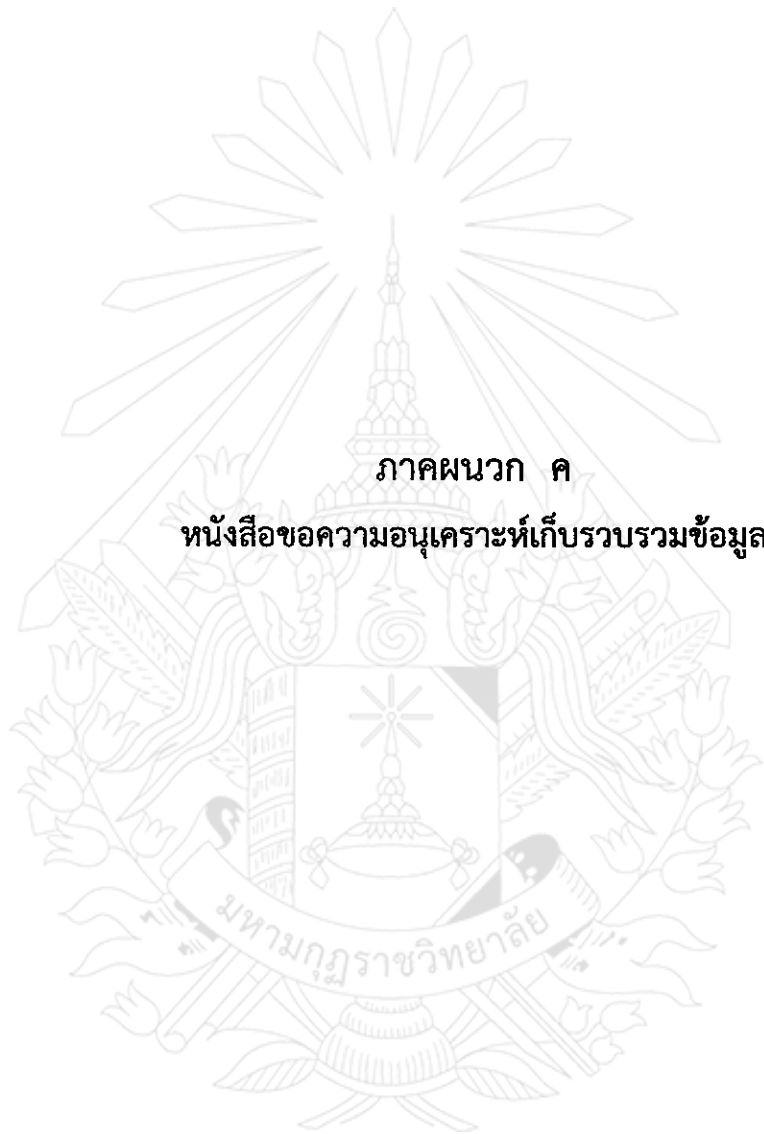 ภาคผนวก ค
หนังสือขอความอนุเคราะห์เก็บรวบรวมข้อมูล
มหามกุฏราชวิทยาลัย